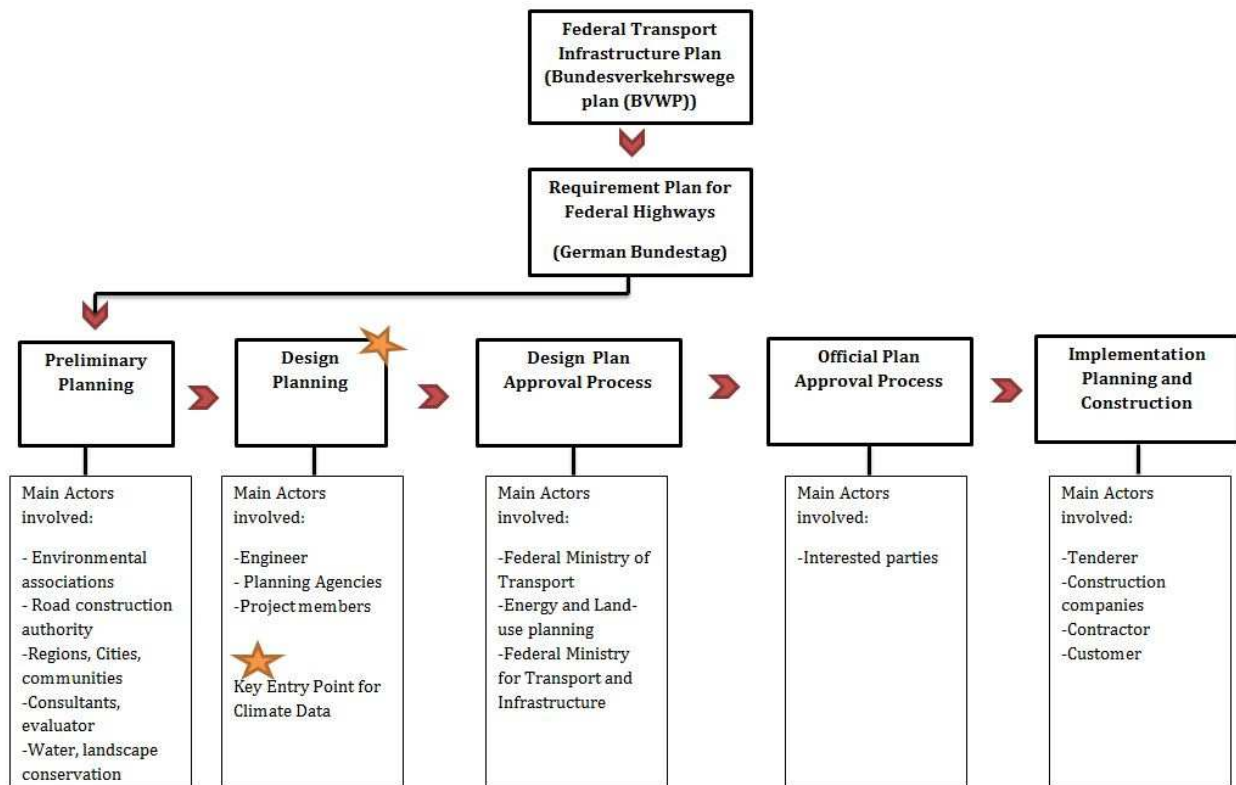 Federal Transport
Infrastructure Plan
(Bundesverkehrswege
plan (BVWP))
Requirement Plan for
Federal Highways
(German Bundestag)
Preliminary
Planning
Design
Planning
Design Plan
Approval Process
Official Plan
Approval Process
Implementation
Planning and
Construction
Main Actors
involved:
- Environmental
associations
- Road construction
authority
-Regions, Cities,
communities
-Consultants,
evaluator
-Water, landscape
conservation
Main Actors
involved:
-Engineer
- Planning Agencies
-Project members
Key Entry Point for
Climate Data
Main Actors
involved:
-Federal Ministry of
Transport
-Energy and Land-
use planning
-Federal Ministry
for Transport and
Infrastructure
Main Actors
involved:
-Interested parties
Main Actors
involved:
-Tenderer
-Construction
companies
-Contractor
-Customer